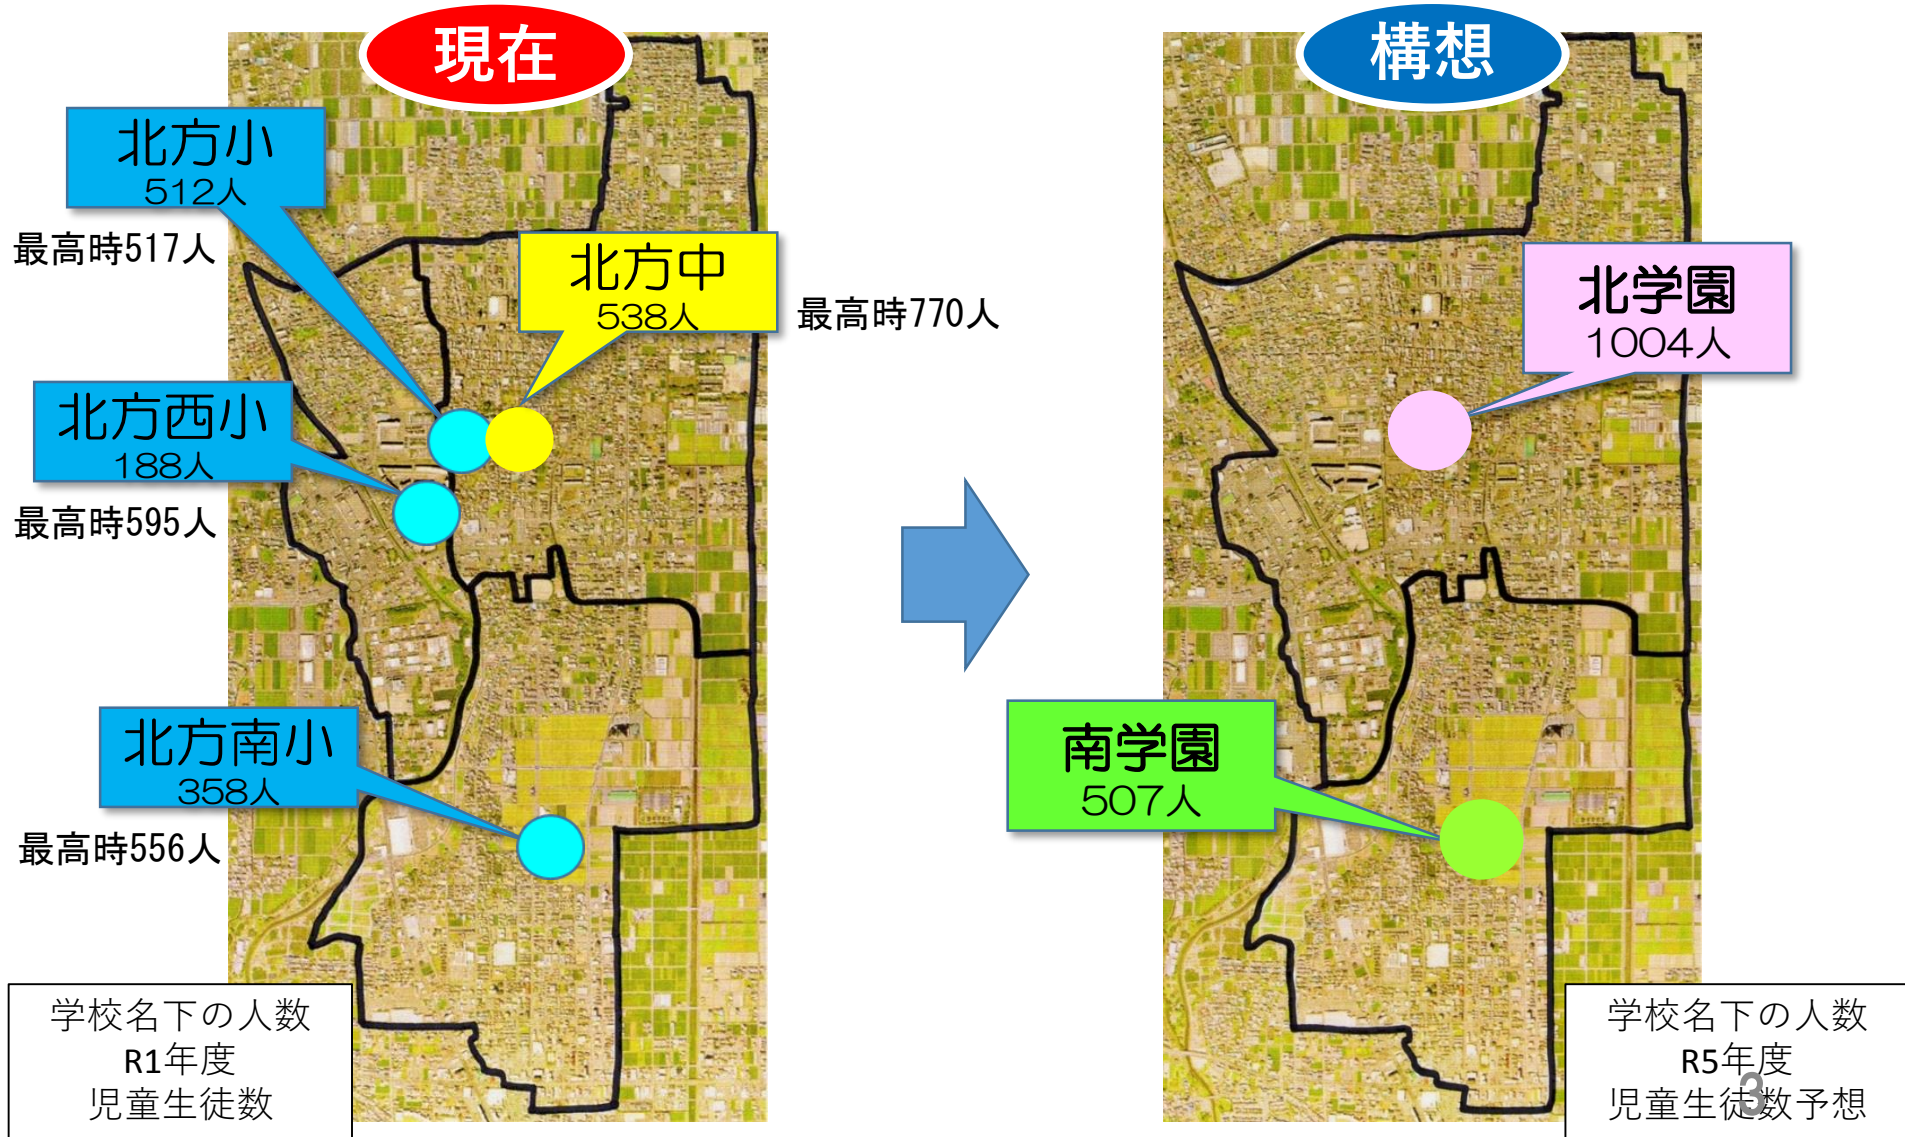 現在
北方小
512人
最高時517人
北方中
538人
最高時770人
北方西小
188人
最高時595人
北方南小
358人
最高時556人
学校名下の人数
R1年度
児童生徒数
構想
北学園
1004人
南学園
507人
学校名下の人数
R5年度
児童生徒数予想
3